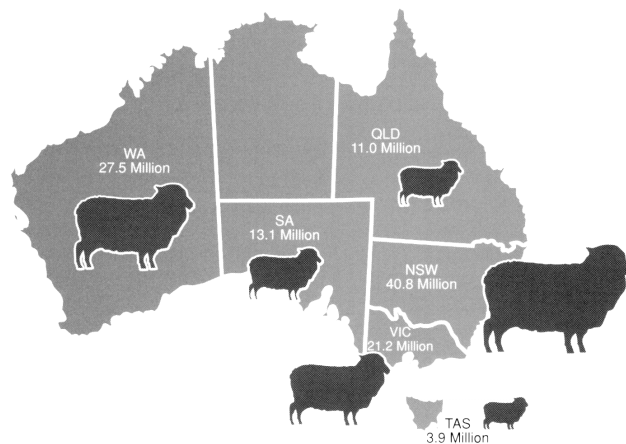 WA
27.5 Million
QLD
11.0 Million
SA
13.1 Million
NSW
40.8 Million
VIC
21.2 Million
TAS
3.9 Million